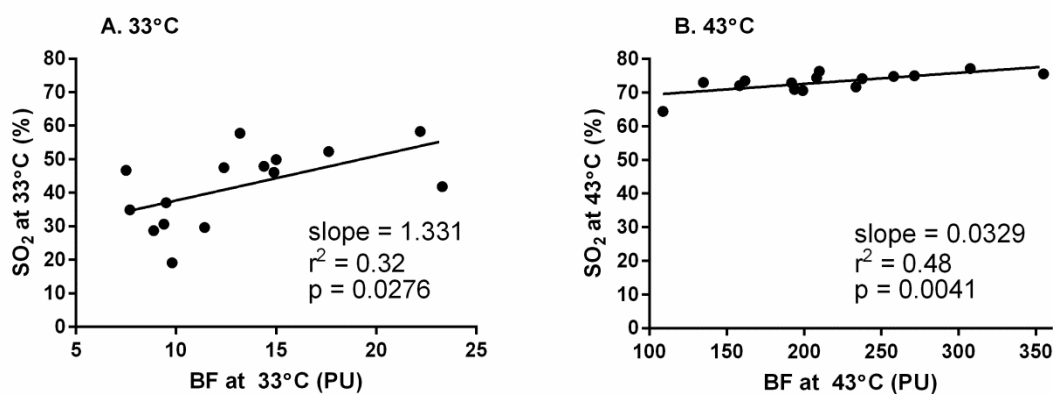 A. 33°C
80
70
60
50
40
30
20
10
0
SO₂ at 33°C (%)
slope = 1.331
r² = 0.32
p = 0.0276
5 10 15 20 25
BF at 33°C (PU)
B. 43°C
80
70
60
50
40
30
20
10
0
SO₂ at 43°C (%)
slope = 0.0329
r² = 0.48
p = 0.0041
100 150 200 250 300 350
BF at 43°C (PU)